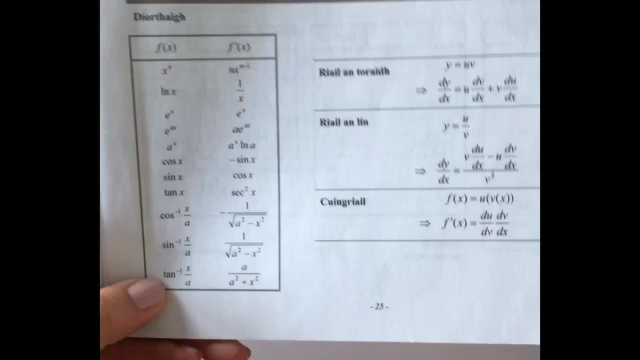 Díorthaigh
f(x) f'(x)
xⁿ nxⁿ⁻¹
ln x 1/x
eˣ eˣ
eᵃˣ aeᵃˣ
aˣ aˣ ln a
cos x −sin x
sin x cos x
tan x sec² x
cos⁻¹ x/a −1/√(a² − x²)
sin⁻¹ x/a 1/√(a² − x²)
tan⁻¹ x/a a/(a² + x²)
Riail an toraidh y = uv
⇒ dy/dx = u dv/dx + v du/dx
Riail an lín y = u/v
⇒ dy/dx = (v du/dx − u dv/dx)/v²
Cuingriail f(x) = u(v(x))
⇒ f'(x) = du/dv dv/dx
- 25 -